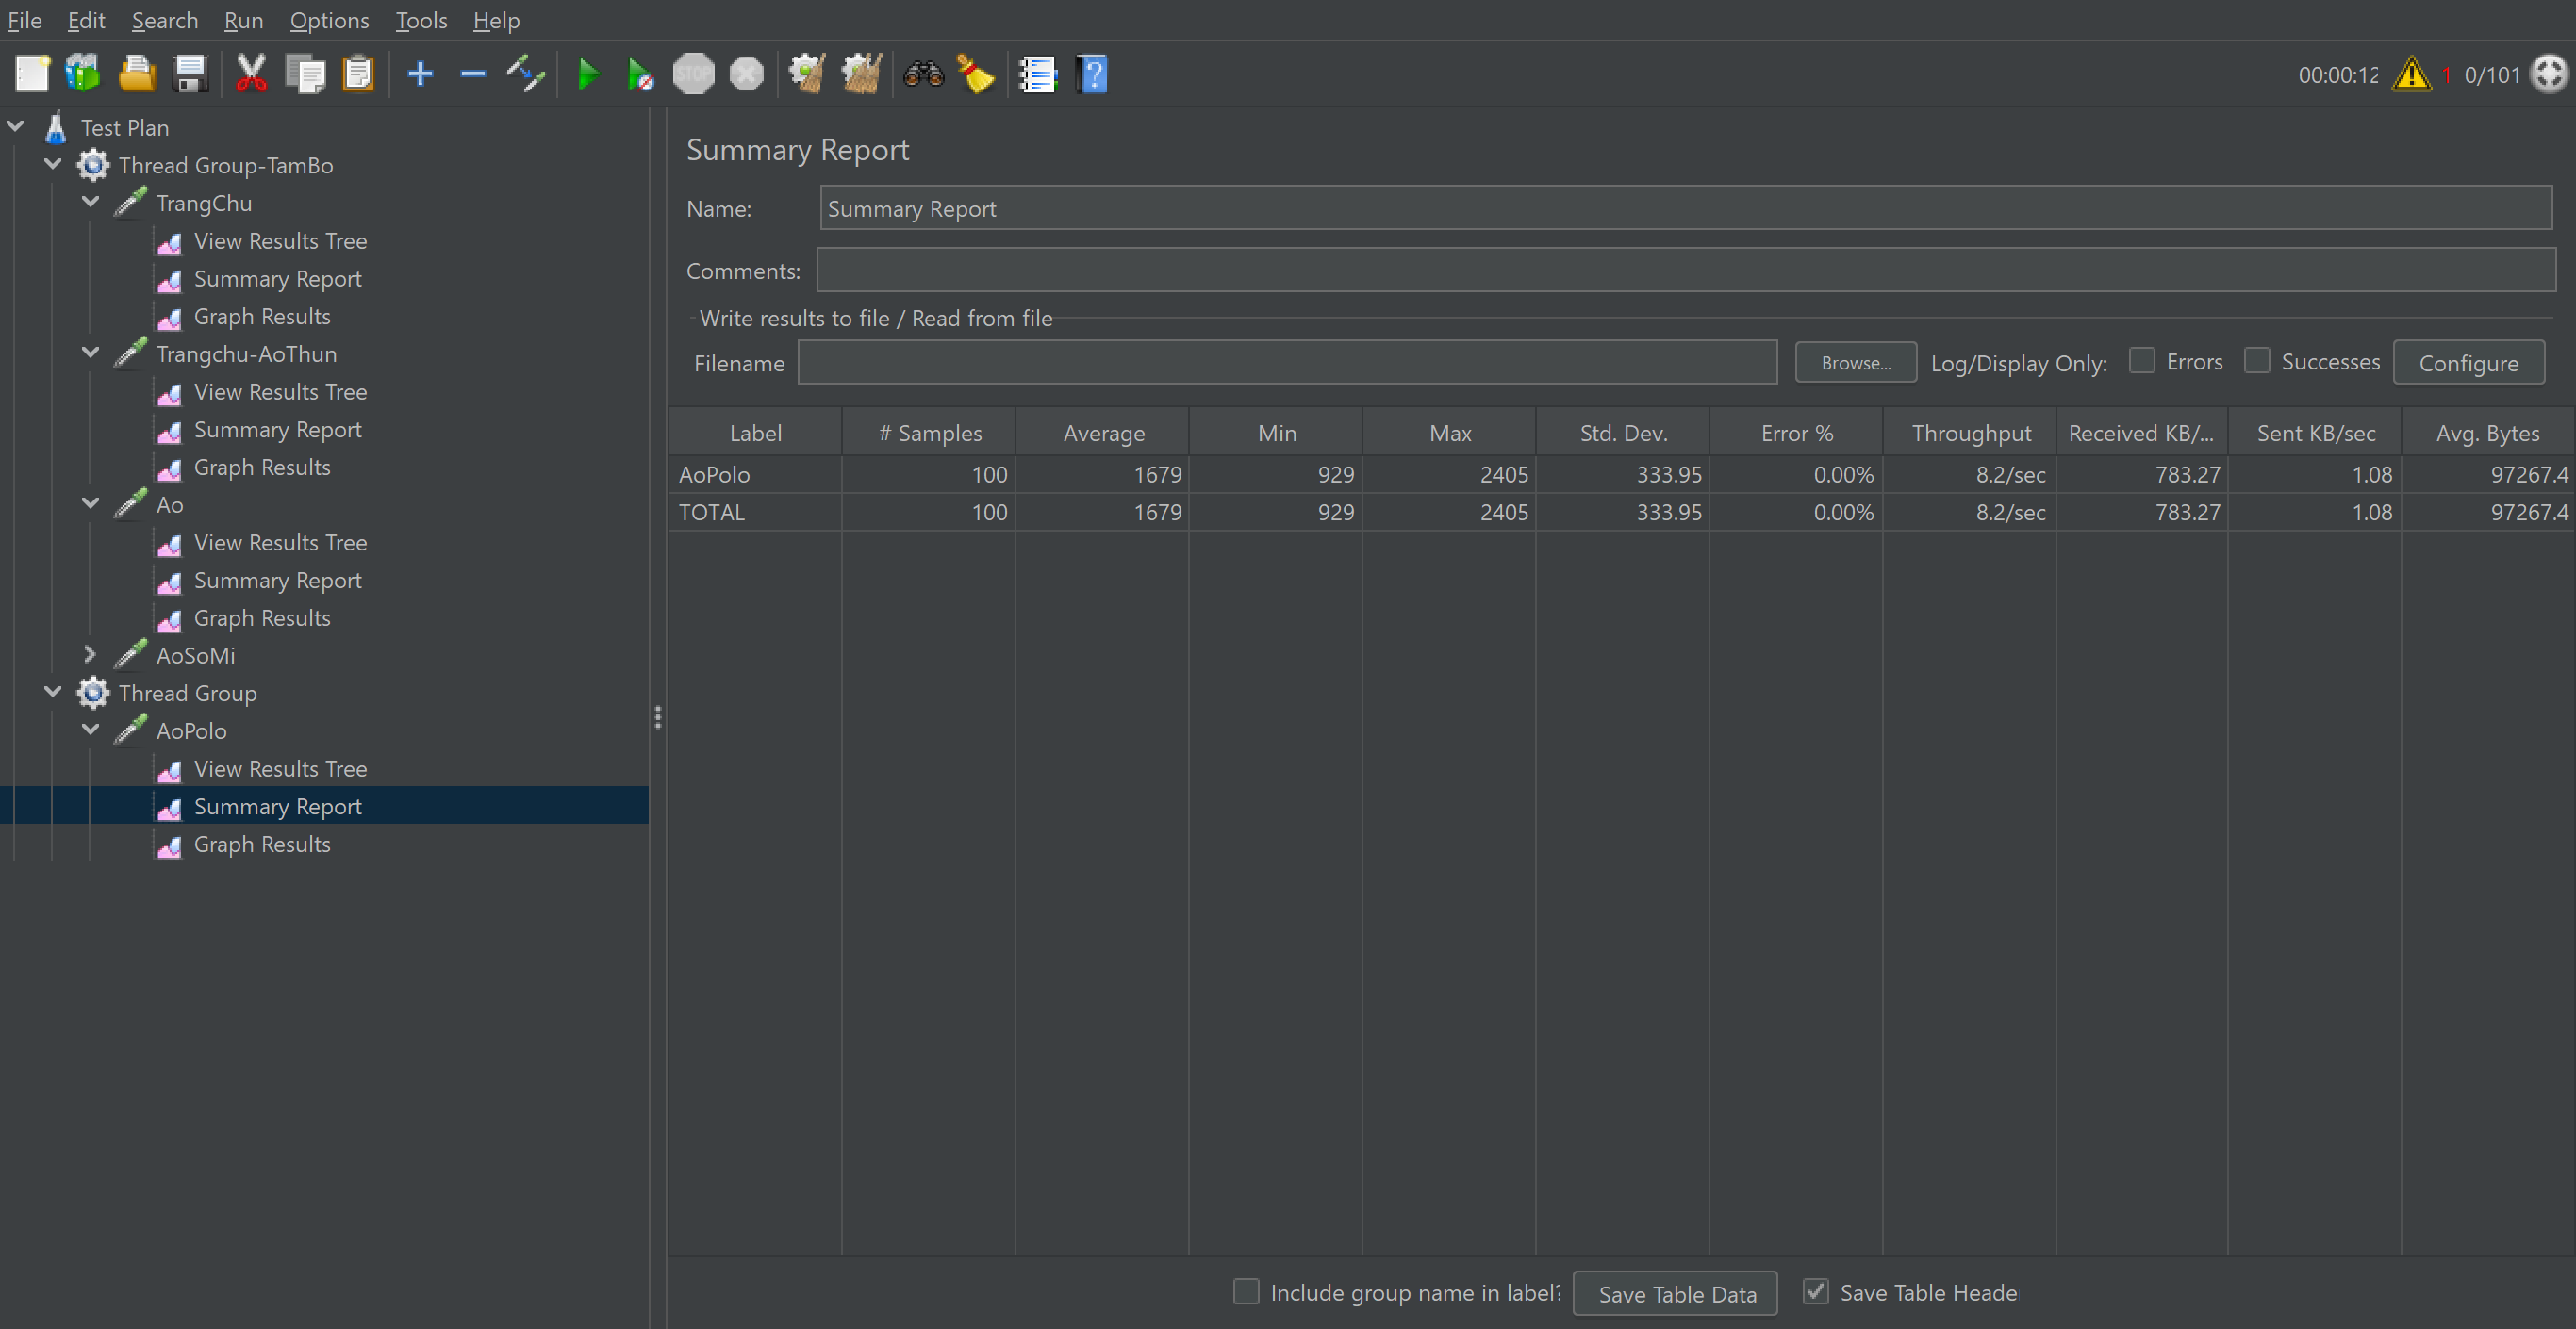 File Edit Search Run Options Tools Help
STOP
00:00:12 1 0/101
Test Plan
Thread Group-TamBo
TrangChu
View Results Tree
Summary Report
Graph Results
Trangchu-AoThun
View Results Tree
Summary Report
Graph Results
Ao
View Results Tree
Summary Report
Graph Results
AoSoMi
Thread Group
AoPolo
View Results Tree
Summary Report
Graph Results
Summary Report
Name: Summary Report
Comments:
Write results to file / Read from file
Filename Browse... Log/Display Only: Errors Successes Configure
Label # Samples Average Min Max Std. Dev. Error % Throughput Received KB/... Sent KB/sec Avg. Bytes
AoPolo 100 1679 929 2405 333.95 0.00% 8.2/sec 783.27 1.08 97267.4
TOTAL 100 1679 929 2405 333.95 0.00% 8.2/sec 783.27 1.08 97267.4
Include group name in label? Save Table Data Save Table Heade